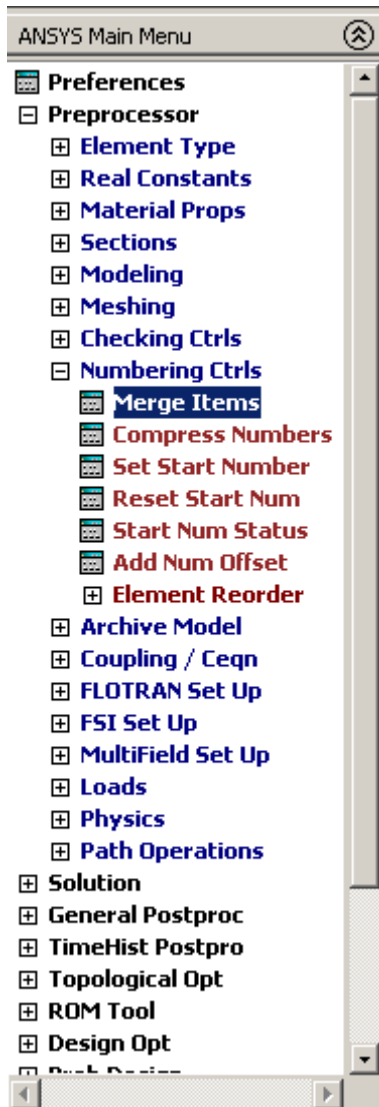 ANSYS Main Menu
Preferences
Preprocessor
Element Type
Real Constants
Material Props
Sections
Modeling
Meshing
Checking Ctrls
Numbering Ctrls
Merge Items
Compress Numbers
Set Start Number
Reset Start Num
Start Num Status
Add Num Offset
Element Reorder
Archive Model
Coupling / Ceqn
FLOTRAN Set Up
FSI Set Up
MultiField Set Up
Loads
Physics
Path Operations
Solution
General Postproc
TimeHist Postpro
Topological Opt
ROM Tool
Design Opt